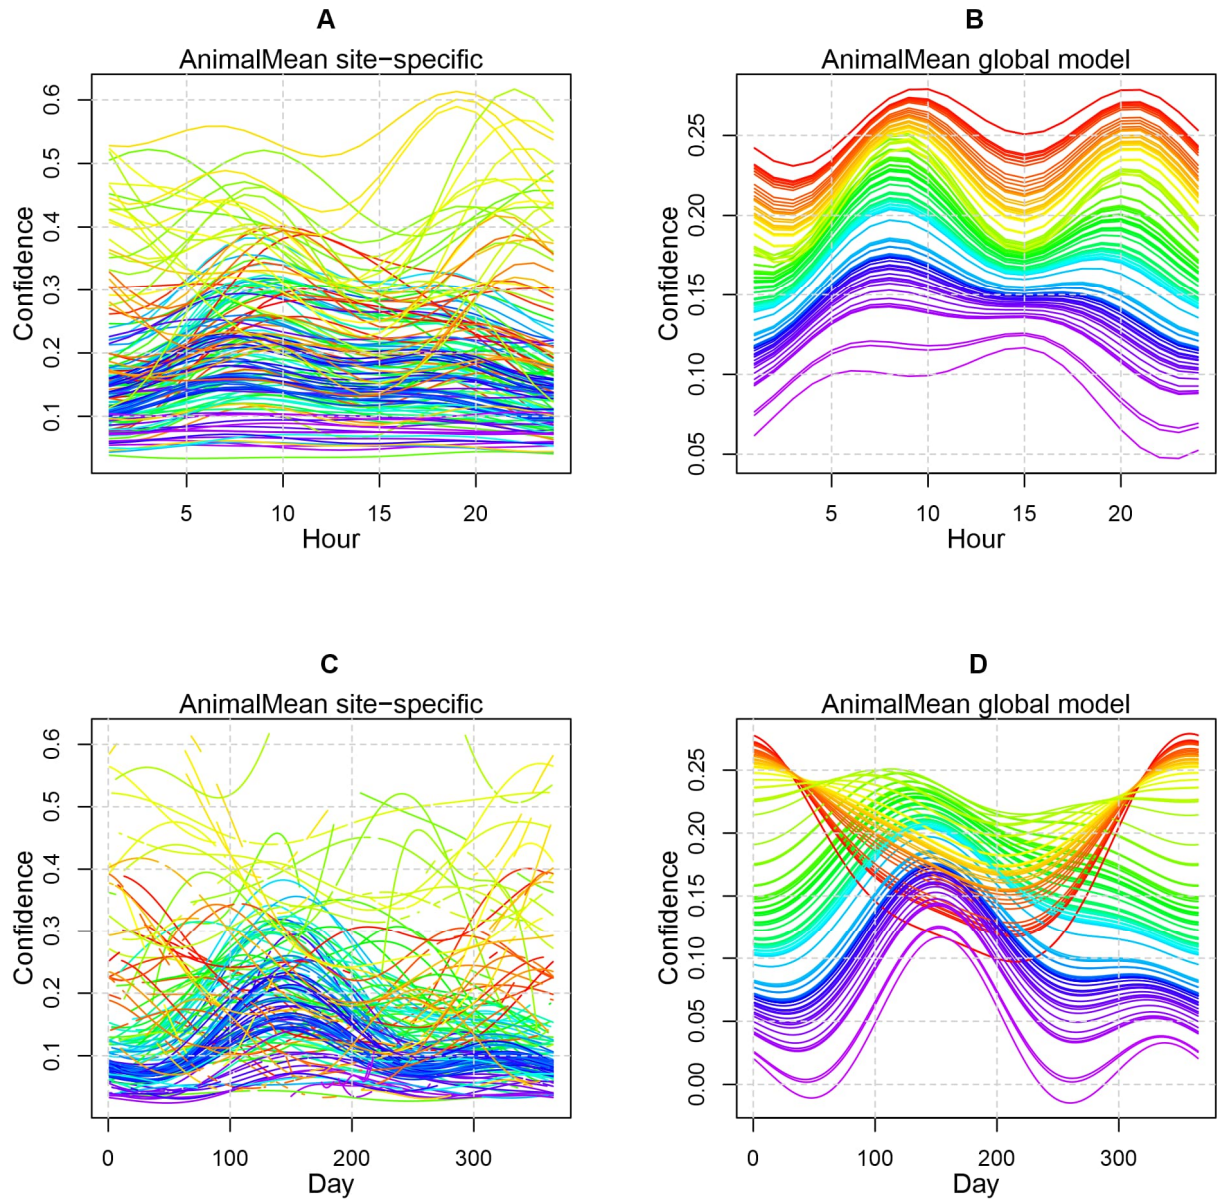 A
AnimalMean site−specific
Confidence
0.6
0.5
0.4
0.3
0.2
0.1
5 10 15 20
Hour
B
AnimalMean global model
Confidence
0.25
0.20
0.15
0.10
0.05
5 10 15 20
Hour
C
AnimalMean site−specific
Confidence
0.6
0.5
0.4
0.3
0.2
0.1
0 100 200 300
Day
D
AnimalMean global model
Confidence
0.25
0.20
0.15
0.10
0.05
0.00
0 100 200 300
Day